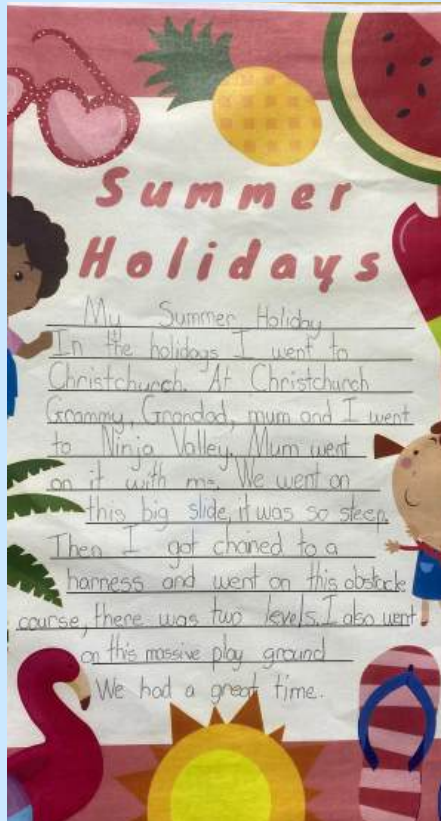 Summer
Holidays
My Summer Holiday
In the holidays I went to
Christchurch. At Christchurch
Grammy, Grandad, mum and I went
to Ninja Valley. Mum went
on it with me. We went on
this big slide, it was so steep.
Then I got chained to a
harness and went on this obstacle
course, there was two levels. I also went
on this massive play ground
We had a great time.